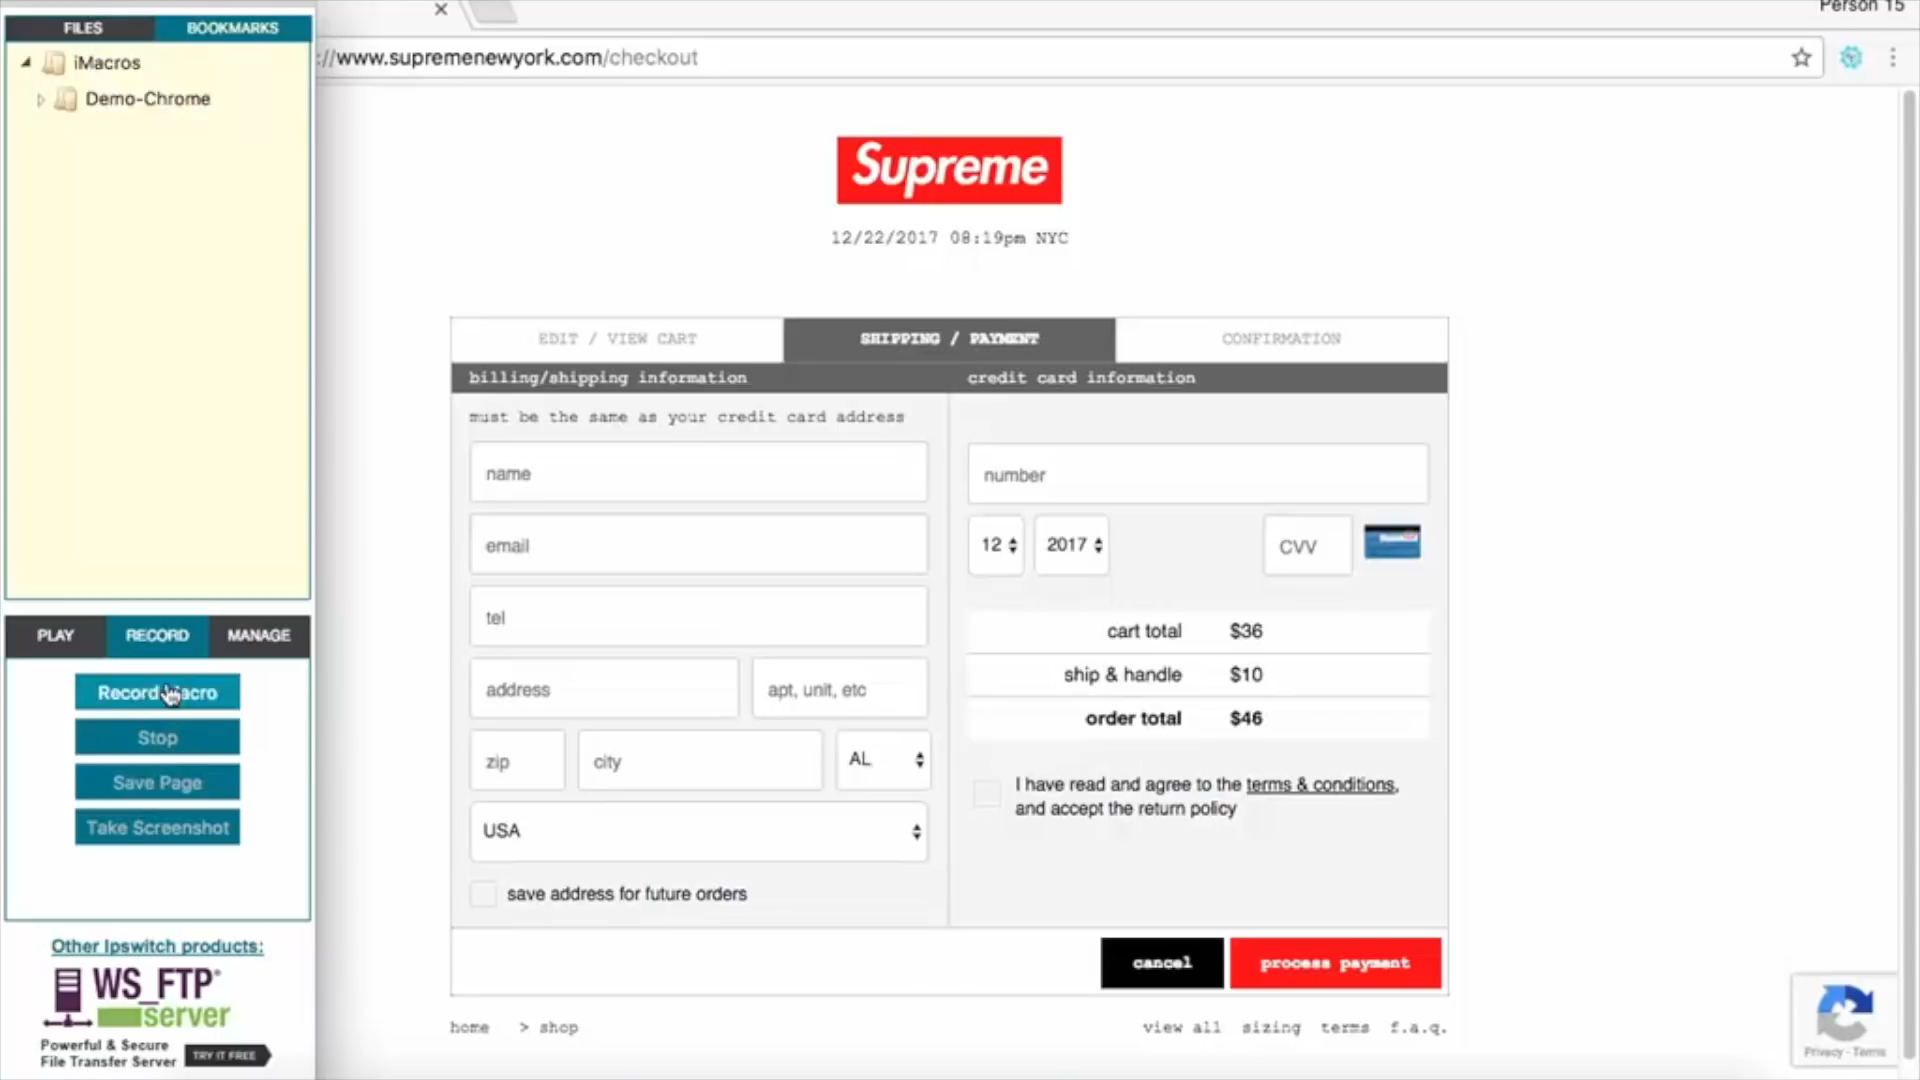 Person 15
FILES
BOOKMARKS
iMacros
Demo-Chrome
://www.supremenewyork.com/checkout
Supreme
12/22/2017 08:19pm NYC
EDIT / VIEW CART
SHIPPING / PAYMENT
CONFIRMATION
billing/shipping information
credit card information
must be the same as your credit card address
name
number
email
12
2017
CVV
tel
cart total $36
address
apt, unit, etc
ship & handle $10
order total $46
zip
city
AL
I have read and agree to the terms & conditions,
and accept the return policy
USA
save address for future orders
cancel
process payment
home > shop
view all sizing terms f.a.q.
Privacy - Terms
PLAY
RECORD
MANAGE
Record Macro
Stop
Save Page
Take Screenshot
Other Ipswitch products:
WS_FTP®
server
Powerful & Secure
File Transfer Server
TRY IT FREE